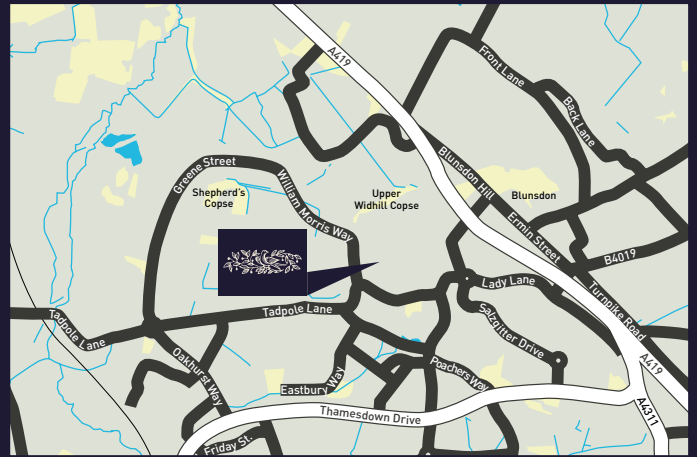 A419
Front Lane
Back Lane
Greene Street
Blunsdon Hill
Shepherd's
Copse
William Morris Way
Upper
Widhill Copse
Blunsdon
Ermin Street
B4019
Lady Lane
Turnpike Road
Tadpole Lane
Tadpole Lane
Salzgitter Drive
Oakhurst Way
Eastbury Way
Poachers Way
A419
Thamesdown Drive
A4311
Friday St.